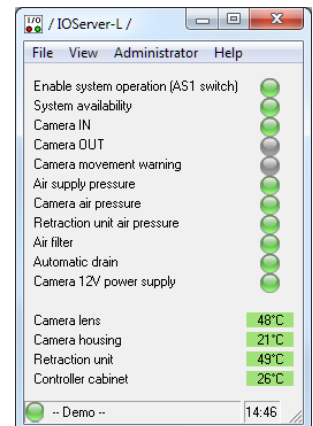 I/O / IOServer-L /
File View Administrator Help
Enable system operation (AS1 switch)
System availability
Camera IN
Camera OUT
Camera movement warning
Air supply pressure
Camera air pressure
Retraction unit air pressure
Air filter
Automatic drain
Camera 12V power supply
Camera lens 48°C
Camera housing 21°C
Retraction unit 49°C
Controller cabinet 26°C
-- Demo -- 14:46